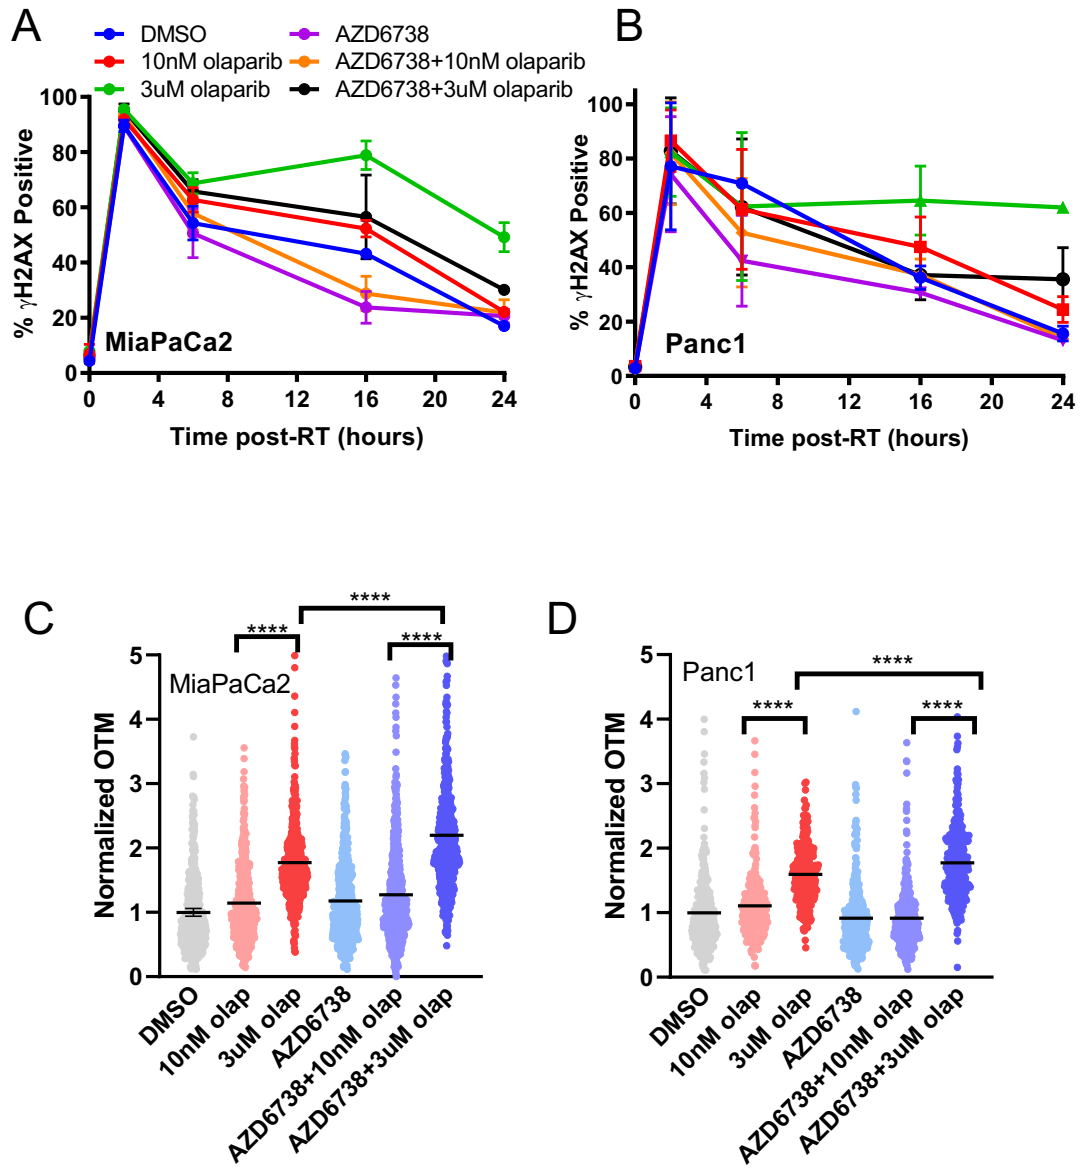 A
B
DMSO
AZD6738
10nM olaparib
AZD6738+10nM olaparib
3uM olaparib
AZD6738+3uM olaparib
% γH2AX Positive
100
80
60
40
20
0
MiaPaCa2
0 4 8 12 16 20 24
Time post-RT (hours)
% γH2AX Positive
100
80
60
40
20
0
Panc1
0 4 8 12 16 20 24
Time post-RT (hours)
C
****
****
****
MiaPaCa2
Normalized OTM
5
4
3
2
1
0
DMSO
10nM olap
3uM olap
AZD6738
AZD6738+10nM olap
AZD6738+3uM olap
D
****
****
****
Panc1
Normalized OTM
5
4
3
2
1
0
DMSO
10nM olap
3uM olap
AZD6738
AZD6738+10nM olap
AZD6738+3uM olap